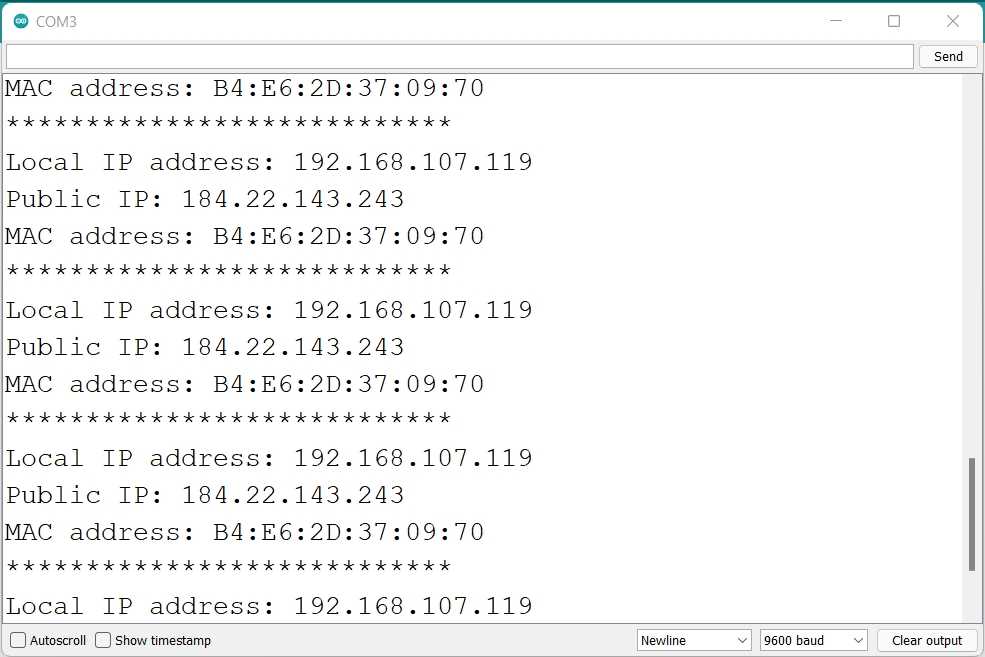 COM3
Send
MAC address: B4:E6:2D:37:09:70
****************************
Local IP address: 192.168.107.119
Public IP: 184.22.143.243
MAC address: B4:E6:2D:37:09:70
****************************
Local IP address: 192.168.107.119
Public IP: 184.22.143.243
MAC address: B4:E6:2D:37:09:70
****************************
Local IP address: 192.168.107.119
Public IP: 184.22.143.243
MAC address: B4:E6:2D:37:09:70
****************************
Local IP address: 192.168.107.119
Autoscroll Show timestamp Newline 9600 baud Clear output